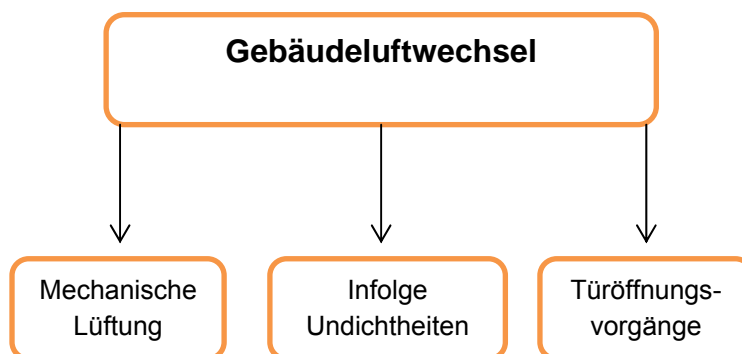 Gebäudeluftwechsel
Mechanische
Lüftung
Infolge
Undichtheiten
Türöffnungs-
vorgänge